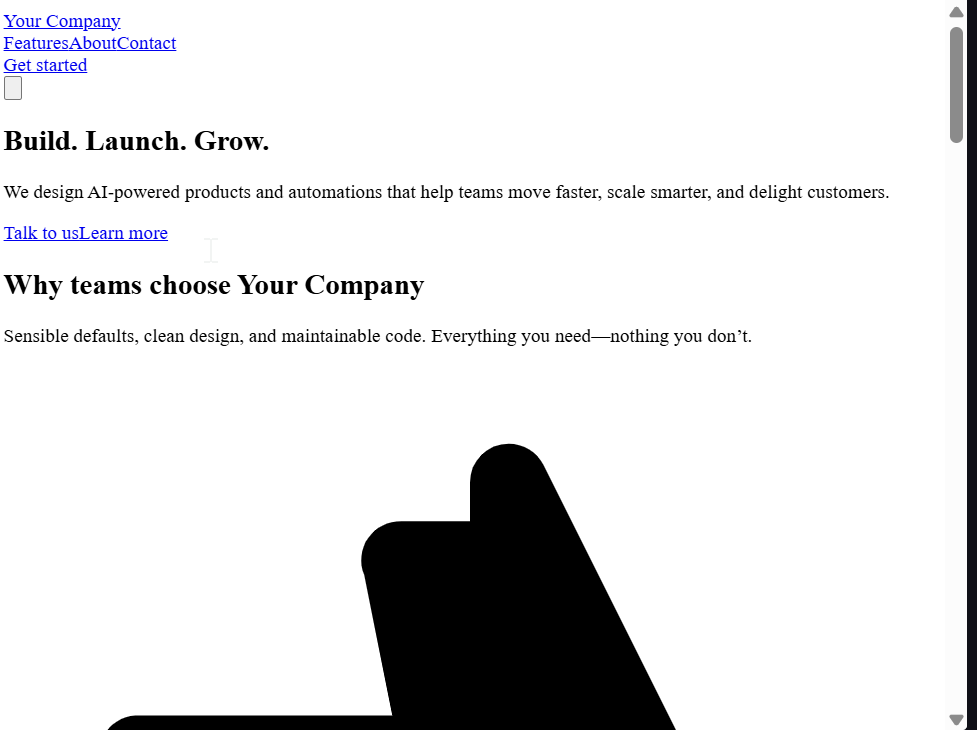 Your Company
FeaturesAboutContact
Get started
Build. Launch. Grow.
We design AI-powered products and automations that help teams move faster, scale smarter, and delight customers.
Talk to usLearn more
Why teams choose Your Company
Sensible defaults, clean design, and maintainable code. Everything you need—nothing you don’t.